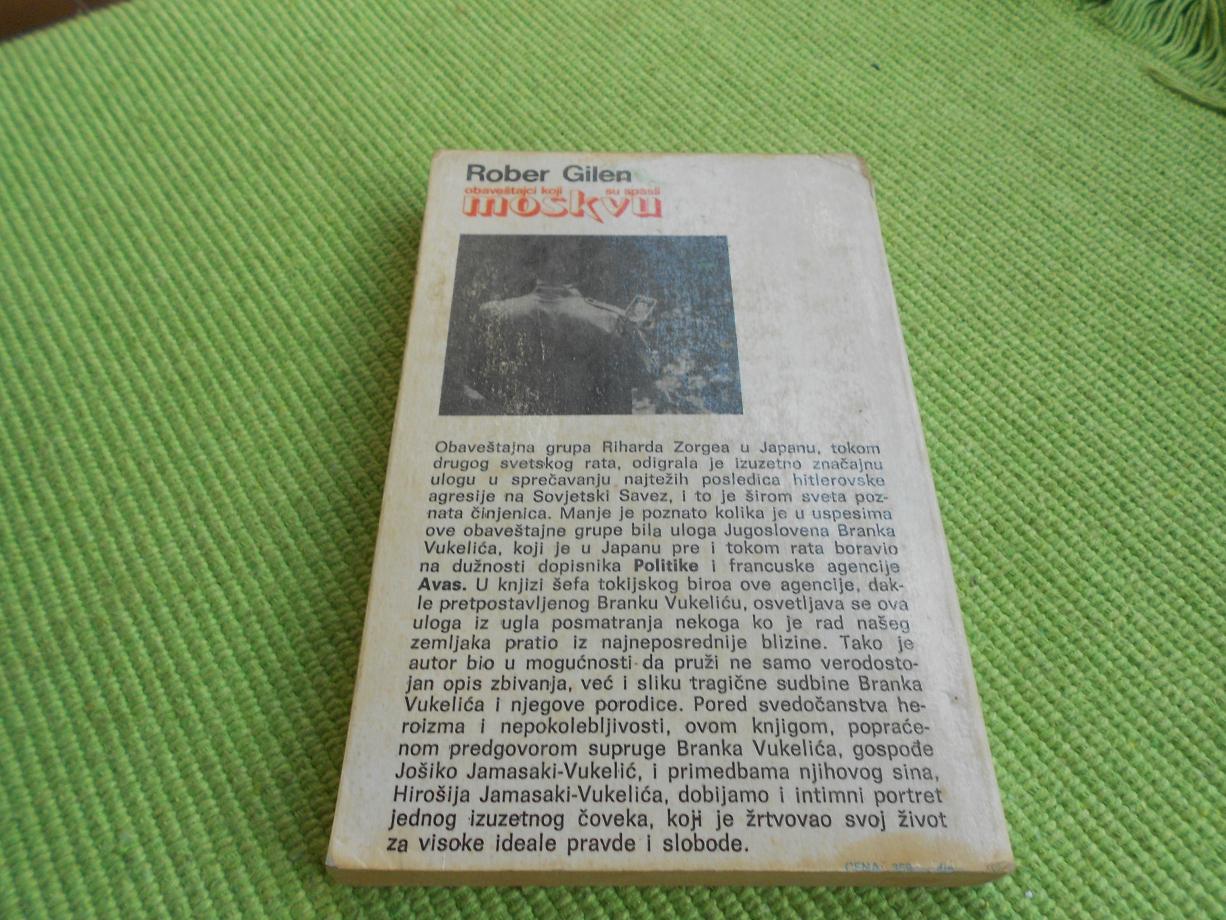 Rober Gilen
obaveštajci koji su spasli
moskvu
Obaveštajna grupa Riharda Zorgea u Japanu, tokom
drugog svetskog rata, odigrala je izuzetno značajnu
ulogu u sprečavanju najtežih posledica hitlerovske
agresije na Sovjetski Savez, i to je širom sveta poz-
nata činjenica. Manje je poznato kolika je u uspesima
ove obaveštajne grupe bila uloga Jugoslovena Branka
Vukelića, koji je u Japanu pre i tokom rata boravio
na dužnosti dopisnika Politike i francuske agencije
Avas. U knjizi šefa tokijskog biroa ove agencije, dak-
le pretpostavljenog Branku Vukeliću, osvetljava se ova
uloga iz ugla posmatranja nekoga ko je rad našeg
zemljaka pratio iz najneposrednije blizine. Tako je
autor bio u mogućnosti da pruži ne samo verodosto-
jan opis zbivanja, već i sliku tragične sudbine Branka
Vukelića i njegove porodice. Pored svedočanstva he-
roizma i nepokolebljivosti, ovom knjigom, popraće-
nom predgovorom supruge Branka Vukelića, gospođe
Jošiko Jamasaki-Vukelić, i primedbama njihovog sina,
Hirošija Jamasaki-Vukelića, dobijamo i intimni portret
jednog izuzetnog čoveka, koji je žrtvovao svoj život
za visoke ideale pravde i slobode.
CENA: